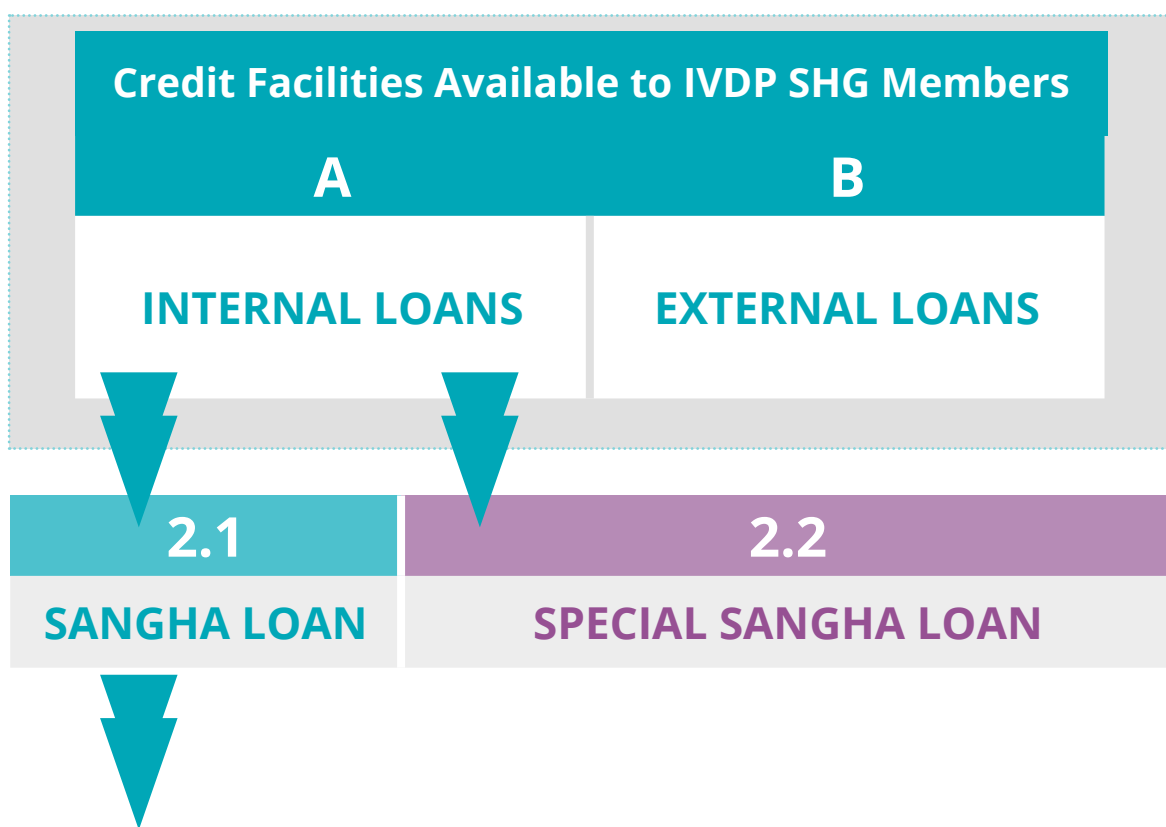 Credit Facilities Available to IVDP SHG Members
A
B
INTERNAL LOANS
EXTERNAL LOANS
2.1
2.2
SANGHA LOAN
SPECIAL SANGHA LOAN